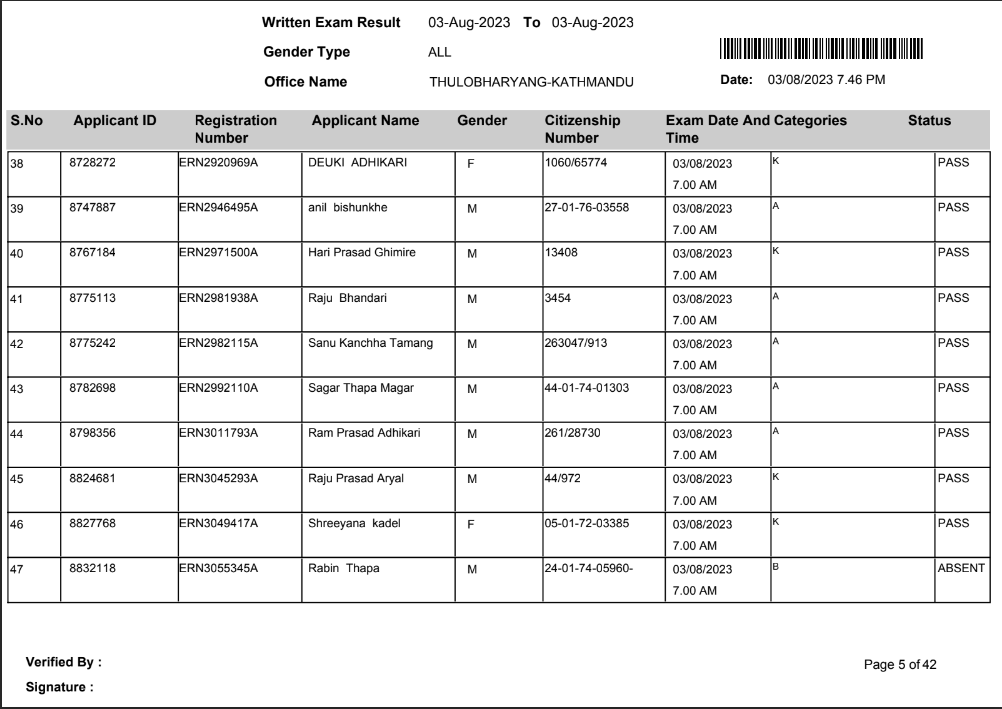 Written Exam Result 03-Aug-2023 To 03-Aug-2023
Gender Type ALL
Office Name THULOBHARYANG-KATHMANDU Date: 03/08/2023 7.46 PM
S.No Applicant ID Registration Number Applicant Name Gender Citizenship Number Exam Date And Time Categories Status
38 8728272 ERN2920969A DEUKI ADHIKARI F 1060/65774 03/08/2023 K PASS
7.00 AM
39 8747887 ERN2946495A anil bishunkhe M 27-01-76-03558 03/08/2023 A PASS
7.00 AM
40 8767184 ERN2971500A Hari Prasad Ghimire M 13408 03/08/2023 K PASS
7.00 AM
41 8775113 ERN2981938A Raju Bhandari M 3454 03/08/2023 A PASS
7.00 AM
42 8775242 ERN2982115A Sanu Kanchha Tamang M 263047/913 03/08/2023 A PASS
7.00 AM
43 8782698 ERN2992110A Sagar Thapa Magar M 44-01-74-01303 03/08/2023 A PASS
7.00 AM
44 8798356 ERN3011793A Ram Prasad Adhikari M 261/28730 03/08/2023 A PASS
7.00 AM
45 8824681 ERN3045293A Raju Prasad Aryal M 44/972 03/08/2023 K PASS
7.00 AM
46 8827768 ERN3049417A Shreeyana kadel F 05-01-72-03385 03/08/2023 K PASS
7.00 AM
47 8832118 ERN3055345A Rabin Thapa M 24-01-74-05960- 03/08/2023 B ABSENT
7.00 AM
Verified By :
Page 5 of 42
Signature :